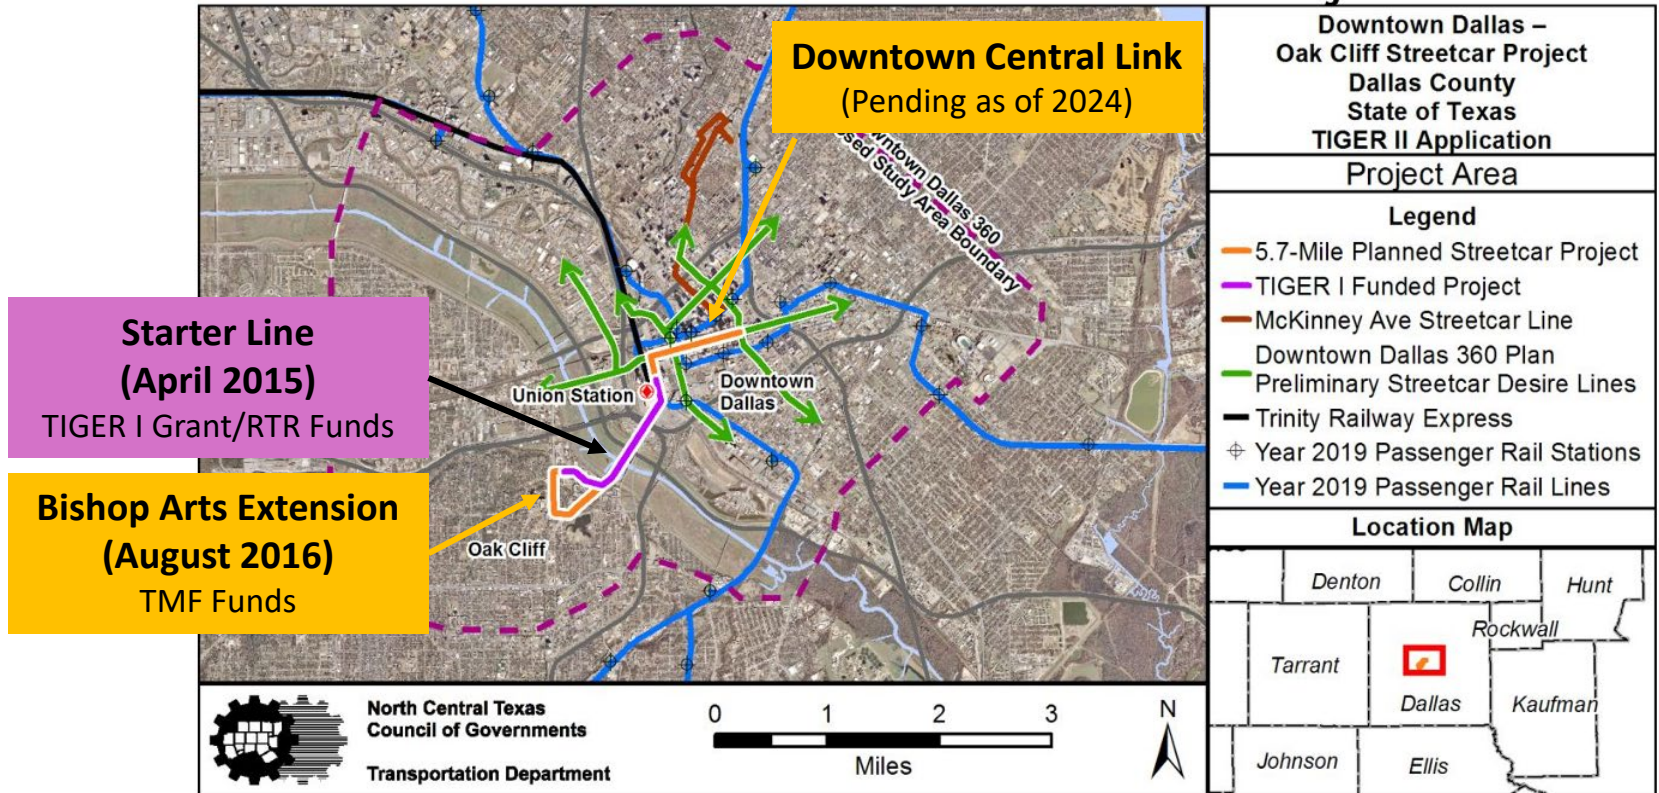 Downtown Central Link
(Pending as of 2024)
Starter Line
(April 2015)
TIGER I Grant/RTR Funds
Bishop Arts Extension
(August 2016)
TMF Funds
Downtown Dallas 360
Study Area Boundary
Union Station
Downtown
Dallas
Oak Cliff
North Central Texas
Council of Governments
Transportation Department
0 1 2 3
Miles
N
Downtown Dallas –
Oak Cliff Streetcar Project
Dallas County
State of Texas
TIGER II Application
Project Area
Legend
5.7-Mile Planned Streetcar Project
TIGER I Funded Project
McKinney Ave Streetcar Line
Downtown Dallas 360 Plan
Preliminary Streetcar Desire Lines
Trinity Railway Express
Year 2019 Passenger Rail Stations
Year 2019 Passenger Rail Lines
Location Map
Denton Collin Hunt
Rockwall
Tarrant
Dallas Kaufman
Johnson Ellis